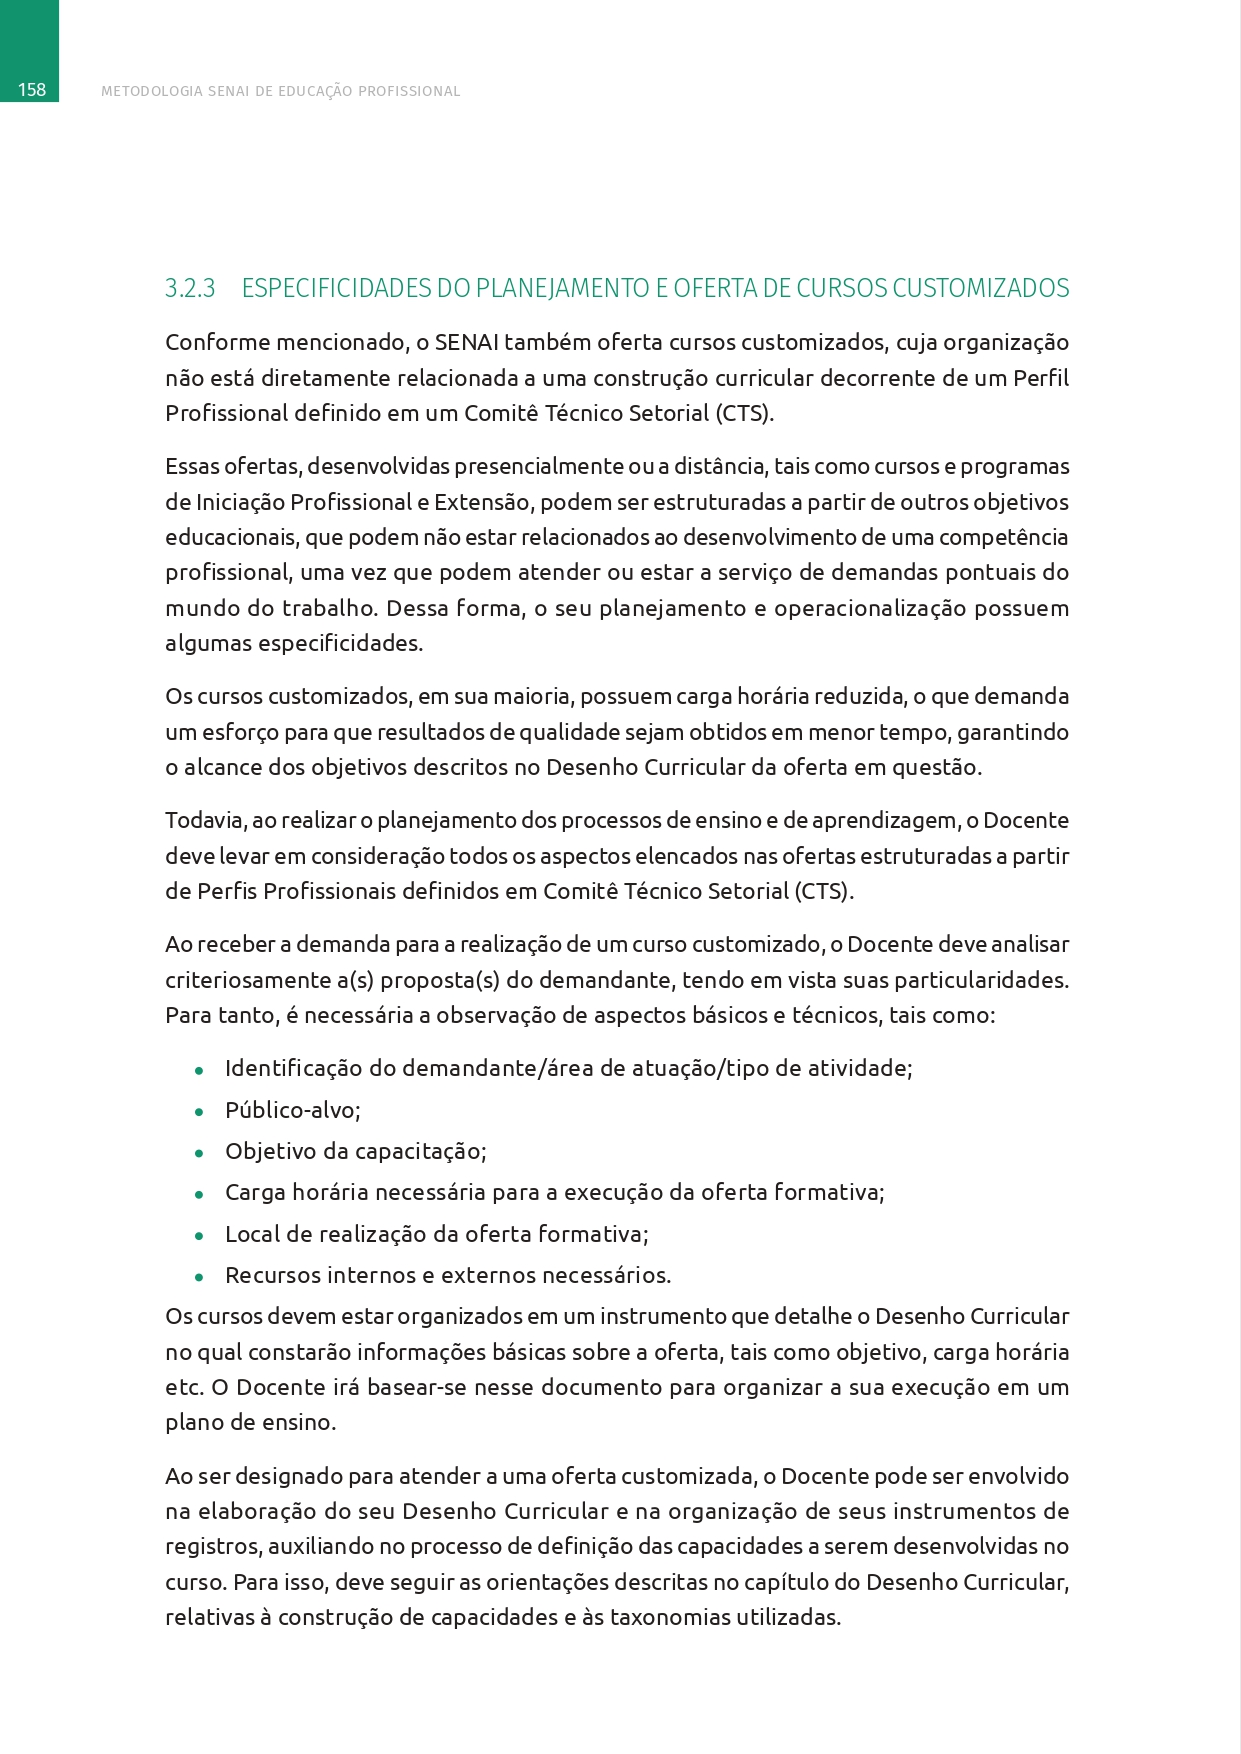 158
METODOLOGIA SENAI DE EDUCAÇÃO PROFISSIONAL
3.2.3 ESPECIFICIDADES DO PLANEJAMENTO E OFERTA DE CURSOS CUSTOMIZADOS
Conforme mencionado, o SENAI também oferta cursos customizados, cuja organização
não está diretamente relacionada a uma construção curricular decorrente de um Perfil
Profissional definido em um Comitê Técnico Setorial (CTS).
Essas ofertas, desenvolvidas presencialmente ou a distância, tais como cursos e programas
de Iniciação Profissional e Extensão, podem ser estruturadas a partir de outros objetivos
educacionais, que podem não estar relacionados ao desenvolvimento de uma competência
profissional, uma vez que podem atender ou estar a serviço de demandas pontuais do
mundo do trabalho. Dessa forma, o seu planejamento e operacionalização possuem
algumas especificidades.
Os cursos customizados, em sua maioria, possuem carga horária reduzida, o que demanda
um esforço para que resultados de qualidade sejam obtidos em menor tempo, garantindo
o alcance dos objetivos descritos no Desenho Curricular da oferta em questão.
Todavia, ao realizar o planejamento dos processos de ensino e de aprendizagem, o Docente
deve levar em consideração todos os aspectos elencados nas ofertas estruturadas a partir
de Perfis Profissionais definidos em Comitê Técnico Setorial (CTS).
Ao receber a demanda para a realização de um curso customizado, o Docente deve analisar
criteriosamente a(s) proposta(s) do demandante, tendo em vista suas particularidades.
Para tanto, é necessária a observação de aspectos básicos e técnicos, tais como:
• Identificação do demandante/área de atuação/tipo de atividade;
• Público-alvo;
• Objetivo da capacitação;
• Carga horária necessária para a execução da oferta formativa;
• Local de realização da oferta formativa;
• Recursos internos e externos necessários.
Os cursos devem estar organizados em um instrumento que detalhe o Desenho Curricular
no qual constarão informações básicas sobre a oferta, tais como objetivo, carga horária
etc. O Docente irá basear-se nesse documento para organizar a sua execução em um
plano de ensino.
Ao ser designado para atender a uma oferta customizada, o Docente pode ser envolvido
na elaboração do seu Desenho Curricular e na organização de seus instrumentos de
registros, auxiliando no processo de definição das capacidades a serem desenvolvidas no
curso. Para isso, deve seguir as orientações descritas no capítulo do Desenho Curricular,
relativas à construção de capacidades e às taxonomias utilizadas.